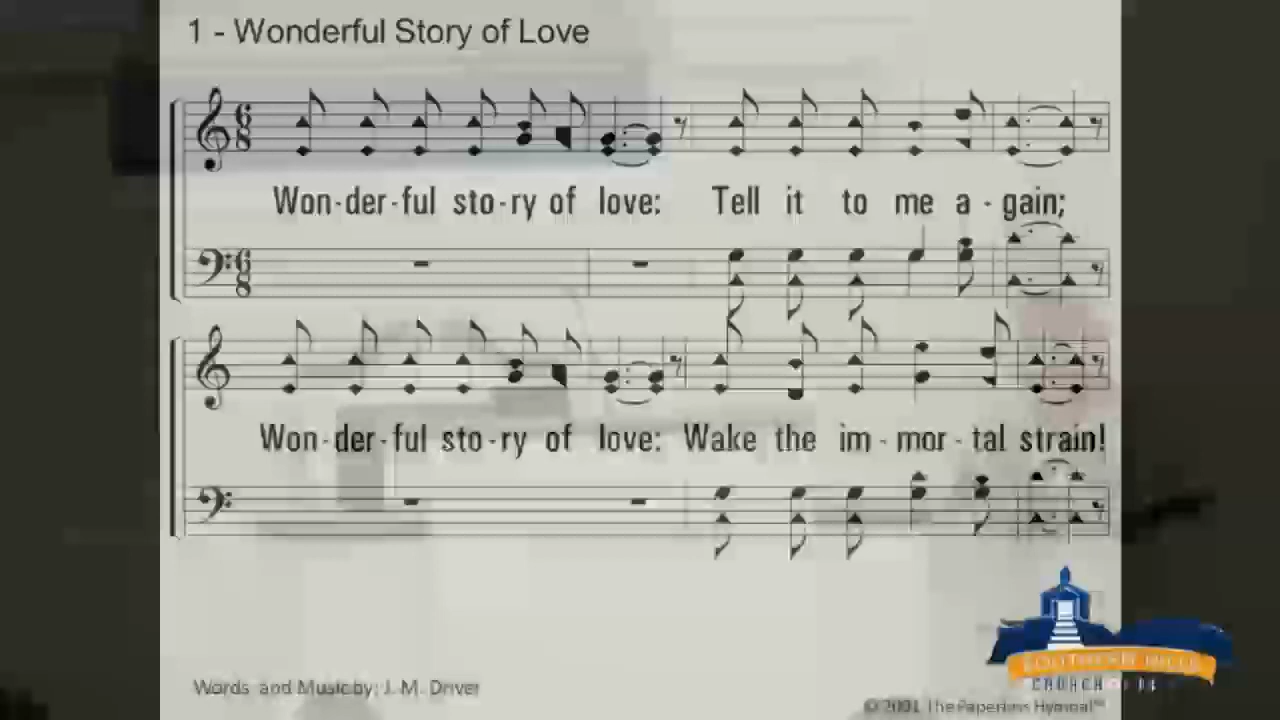 1 - Wonderful Story of Love
Won-der-ful sto-ry of love: Tell it to me a - gain;
Won-der-ful sto-ry of love: Wake the im - mor - tal strain!
Words and Music by: J. M. Driver
© 2001 The Paperless Hymnal™
CHURCH